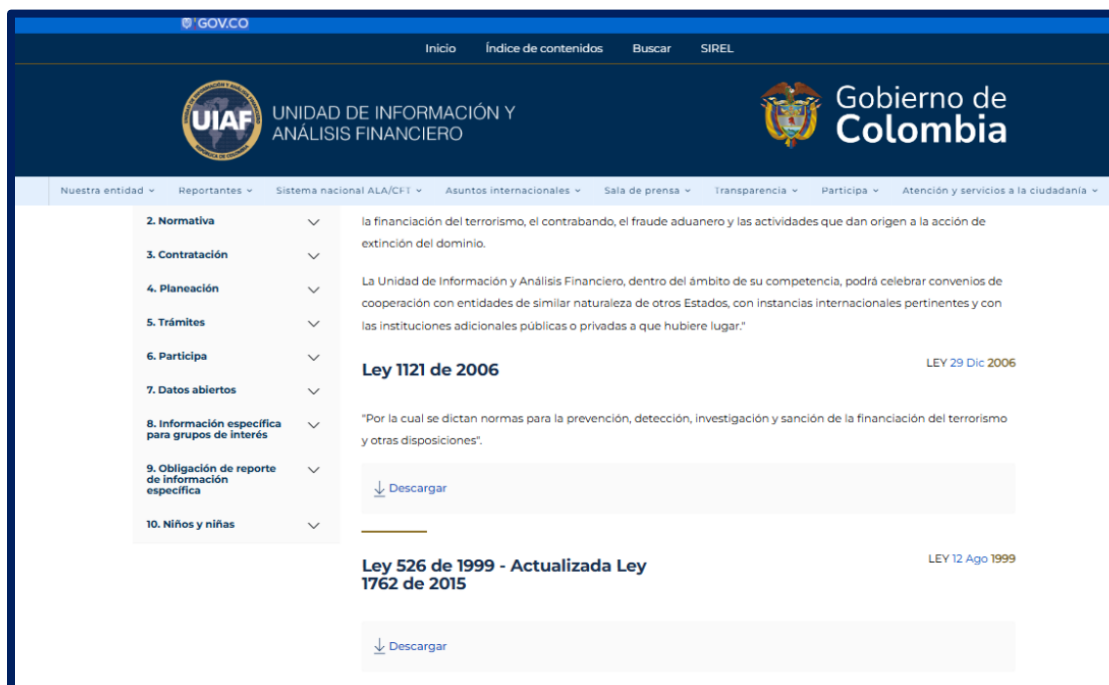 GOV.CO
Inicio Índice de contenidos Buscar SIREL
UIAF
UNIDAD DE INFORMACIÓN Y
ANÁLISIS FINANCIERO
Gobierno de
Colombia
Nuestra entidad Reportantes Sistema nacional ALA/CFT Asuntos internacionales Sala de prensa Transparencia Participa Atención y servicios a la ciudadanía
2. Normativa
3. Contratación
4. Planeación
5. Trámites
6. Participa
7. Datos abiertos
8. Información específica
para grupos de interés
9. Obligación de reporte
de información
específica
10. Niños y niñas
la financiación del terrorismo, el contrabando, el fraude aduanero y las actividades que dan origen a la acción de
extinción del dominio.
La Unidad de Información y Análisis Financiero, dentro del ámbito de su competencia, podrá celebrar convenios de
cooperación con entidades de similar naturaleza de otros Estados, con instancias internacionales pertinentes y con
las instituciones adicionales públicas o privadas a que hubiere lugar."
Ley 1121 de 2006
LEY 29 Dic 2006
"Por la cual se dictan normas para la prevención, detección, investigación y sanción de la financiación del terrorismo
y otras disposiciones".
Descargar
Ley 526 de 1999 - Actualizada Ley
1762 de 2015
LEY 12 Ago 1999
Descargar